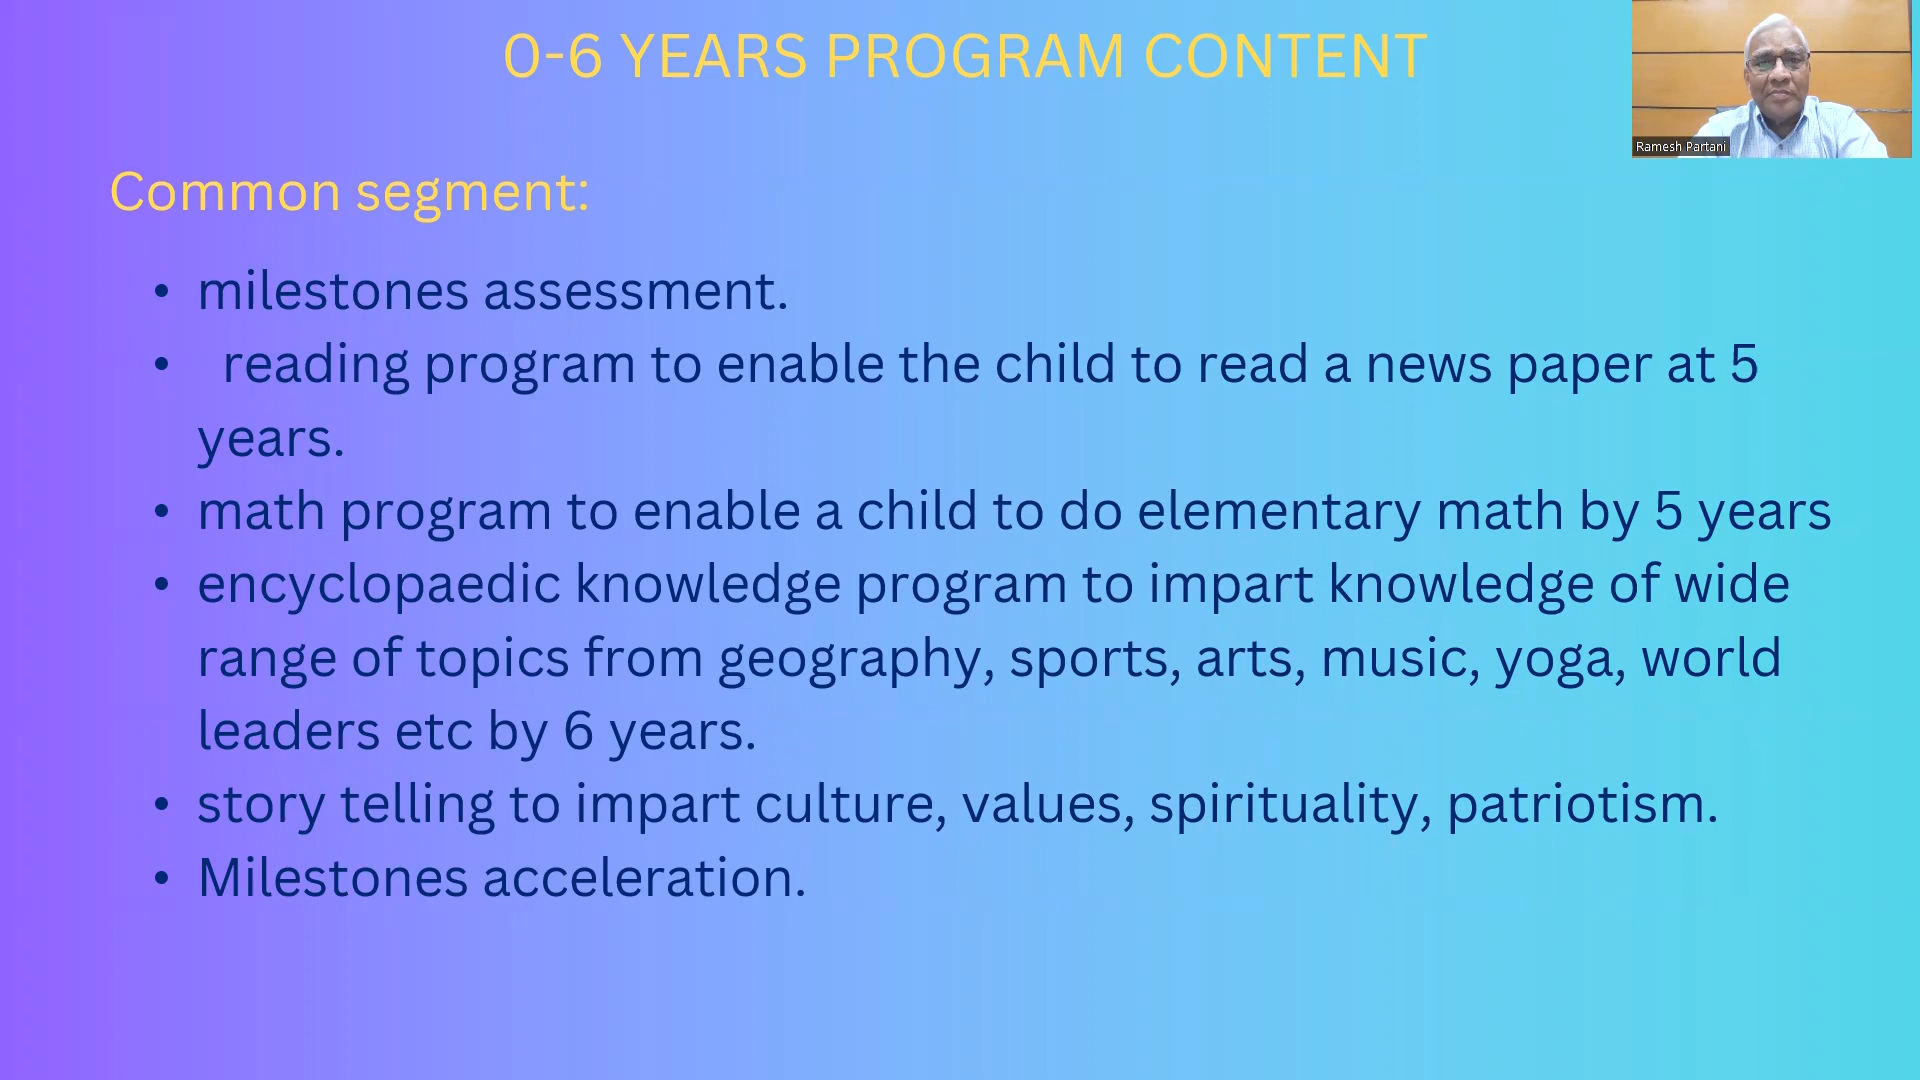 0-6 YEARS PROGRAM CONTENT
Ramesh Partani
Common segment:
• milestones assessment.
• reading program to enable the child to read a news paper at 5
years.
• math program to enable a child to do elementary math by 5 years
• encyclopaedic knowledge program to impart knowledge of wide
range of topics from geography, sports, arts, music, yoga, world
leaders etc by 6 years.
• story telling to impart culture, values, spirituality, patriotism.
• Milestones acceleration.